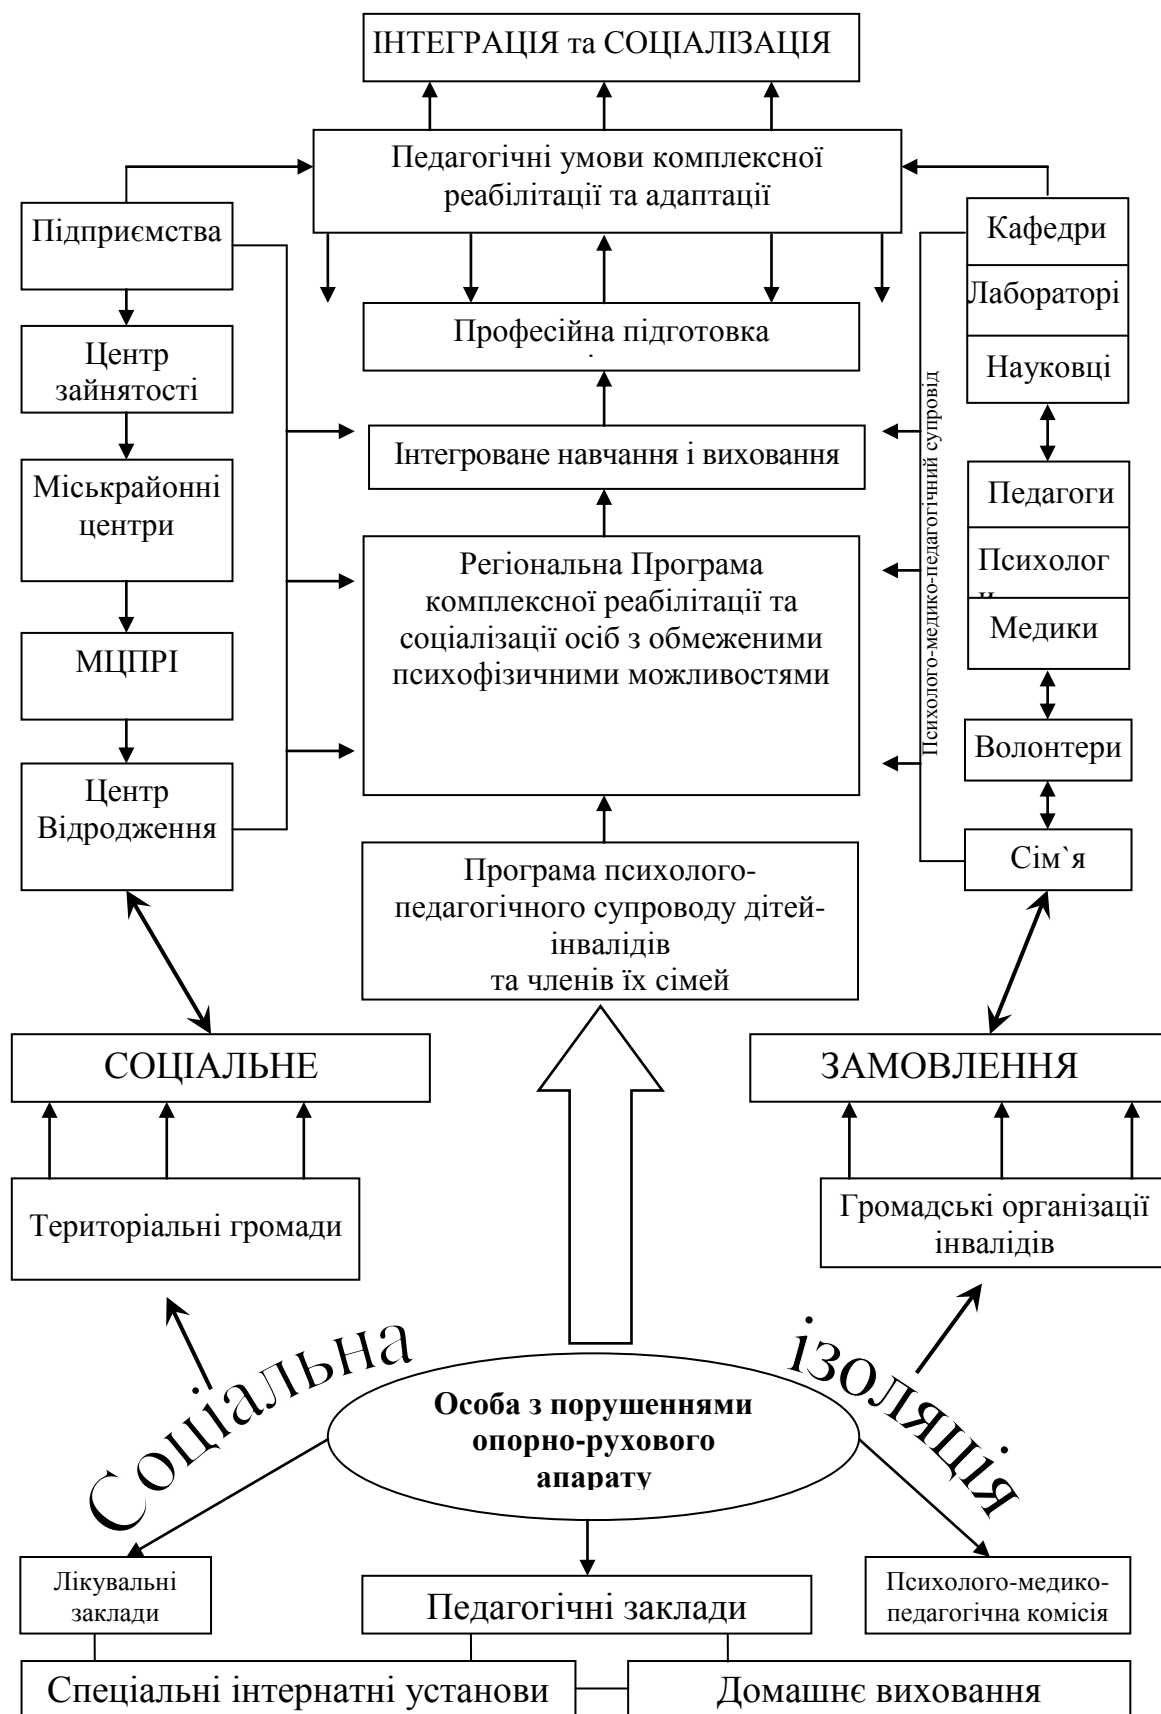 ІНТЕГРАЦІЯ та СОЦІАЛІЗАЦІЯ
Педагогічні умови комплексної
реабілітації та адаптації
Підприємства
Центр
зайнятості
Міськрайонні
центри
МЦПРІ
Центр
Відродження
Професійна підготовка
Інтегроване навчання і виховання
Регіональна Програма
комплексної реабілітації та
соціалізації осіб з обмеженими
психофізичними можливостями
Програма психолого-
педагогічного супроводу дітей-
інвалідів
та членів їх сімей
Психолого-медико-педагогічний супровід
Кафедри
Лабораторі
Науковці
Педагоги
Психолог
и
Медики
Волонтери
Сім`я
СОЦІАЛЬНЕ
ЗАМОВЛЕННЯ
Територіальні громади
Громадські організації
інвалідів
Соціальна
ізоляція
Особа з порушеннями
опорно-рухового
апарату
Лікувальні
заклади
Педагогічні заклади
Психолого-медико-
педагогічна комісія
Спеціальні інтернатні установи
Домашнє виховання